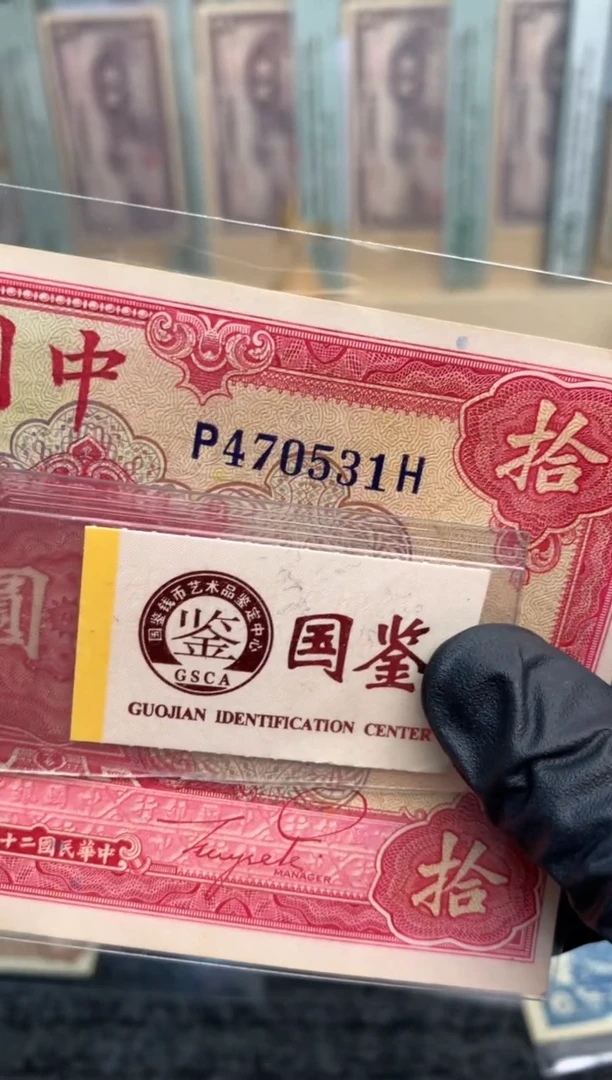 中
P470531H
拾
圓
国鉴钱币艺术品鉴定中心
鉴
GSCA
国鉴
GUOJIAN IDENTIFICATION CENTER
中華民國二十
MANAGER
拾